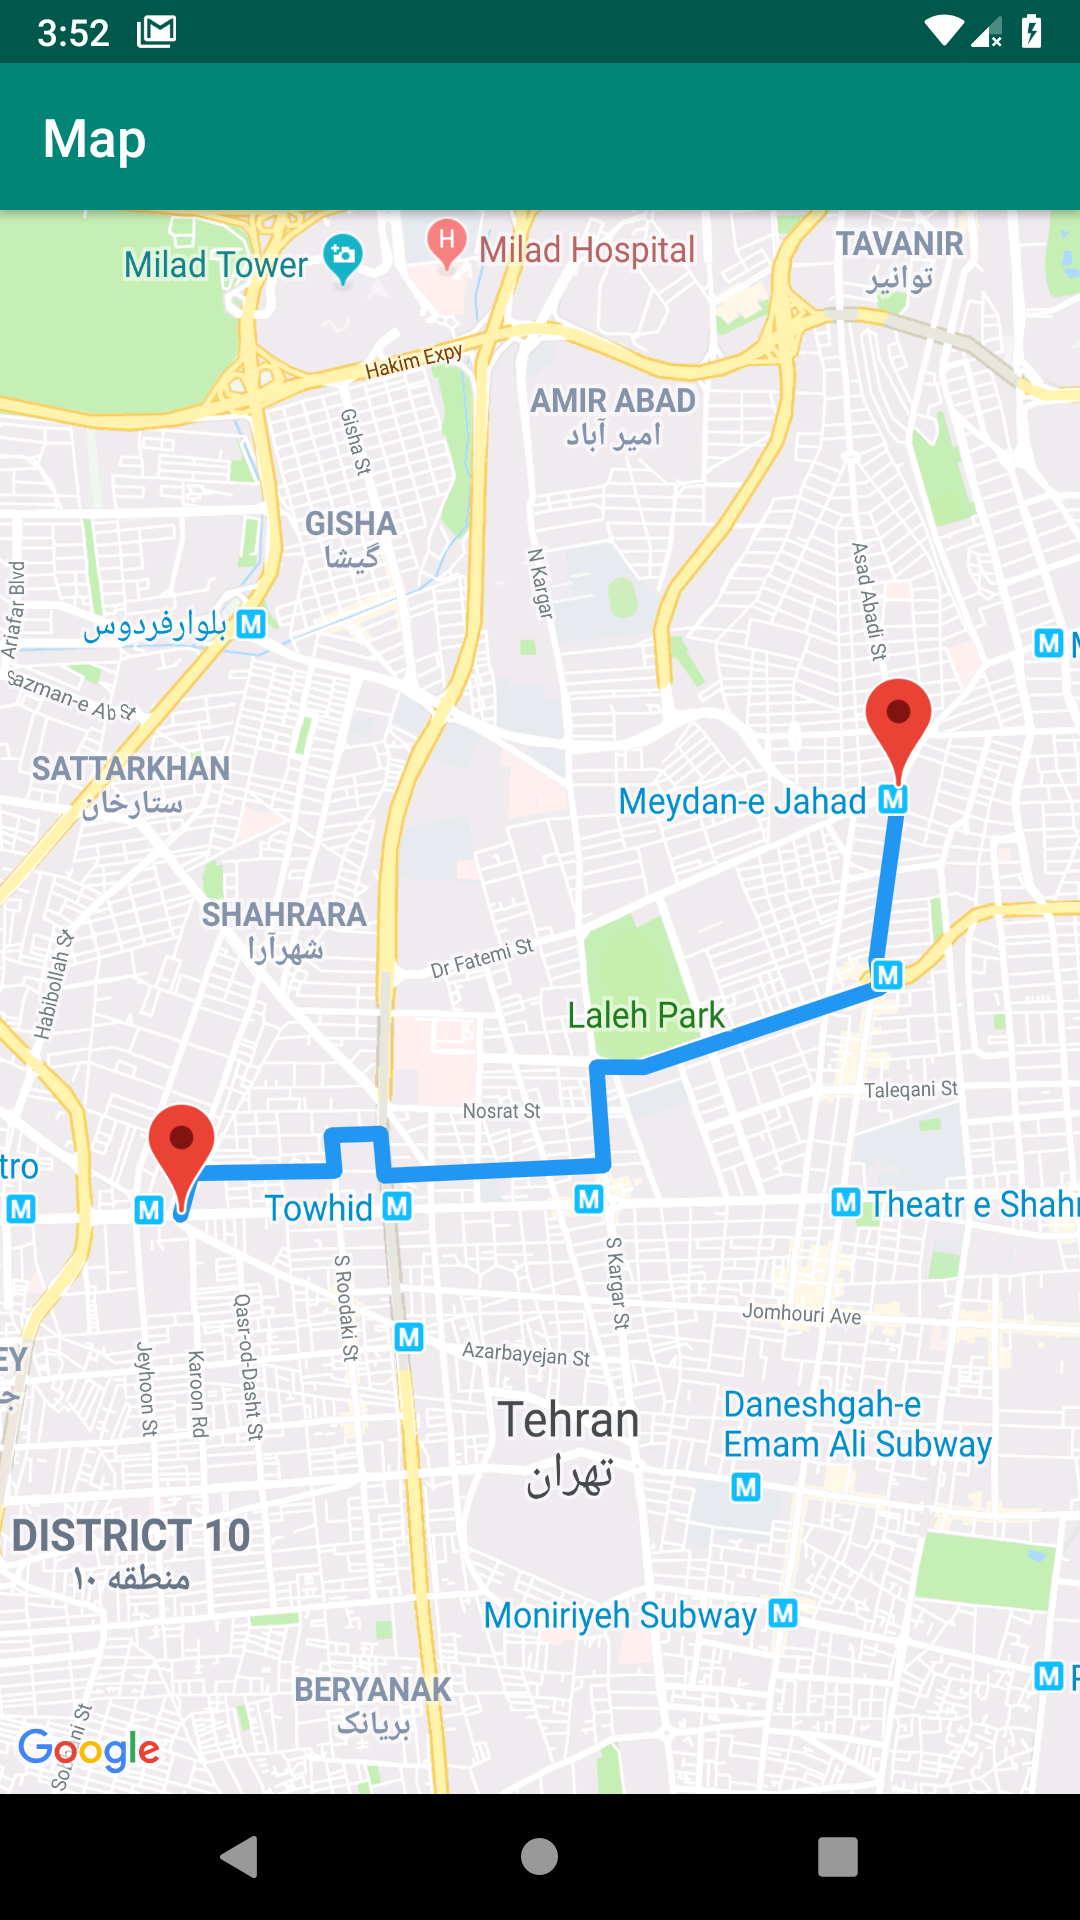 3:52
Map
Milad Tower
H
Milad Hospital
TAVANIR
توانیر
Hakim Expy
AMIR ABAD
امیر آباد
Gisha St
GISHA
گیشا
N Kargar
Asad Abadi St
Ariafar Blvd
بلوارفردوس
M
M
Sazman-e Ab St
SATTARKHAN
ستارخان
Meydan-e Jahad
M
SHAHRARA
شهرآرا
Habibollah St
Dr Fatemi St
M
Laleh Park
Taleqani St
Nosrat St
tro
M
M
Towhid
M
M
M
Theatr e Shahr
S Roodaki St
S Kargar St
Qasr-od-Dasht St
Jomhouri Ave
M
Jeyhoon St
Karoon Rd
EY
Azarbayejan St
Tehran
تهران
Daneshgah-e
Emam Ali Subway
M
DISTRICT 10
منطقه ۱۰
Moniriyeh Subway
M
M
BERYANAK
بریانک
Google